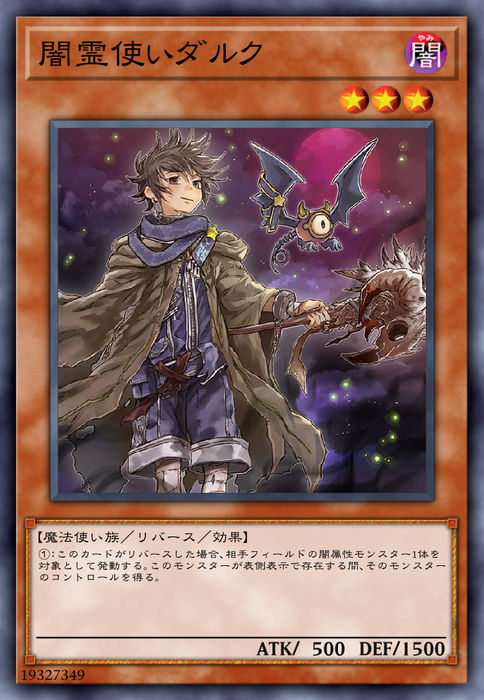 闇霊使いダルク
やみ
闇
【魔法使い族／リバース／効果】
①：このカードがリバースした場合、相手フィールドの闇属性モンスター1体を
対象として発動する。このモンスターが表側表示で存在する間、そのモンスター
のコントロールを得る。
ATK/ 500 DEF/1500
19327349